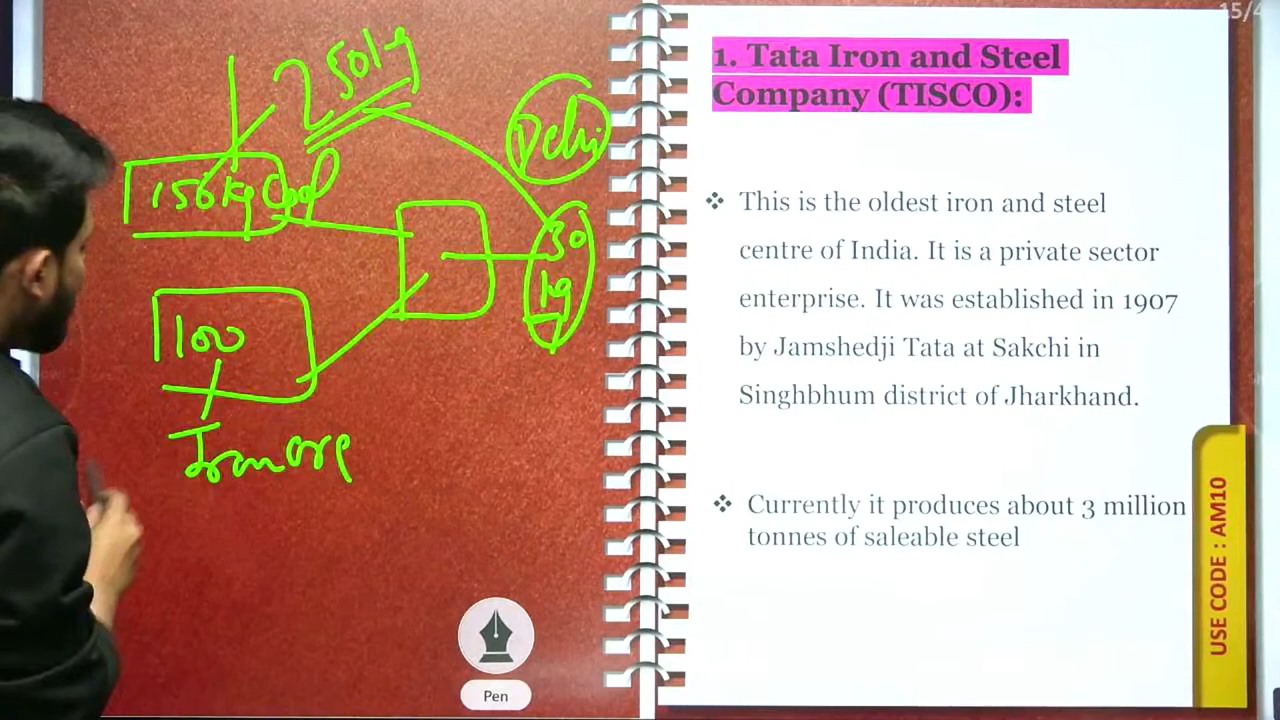 15/4
250kg
Delhi
156kg Coal
30
kg
100
Iron ore
Pen
1. Tata Iron and Steel
Company (TISCO):
❖ This is the oldest iron and steel
centre of India. It is a private sector
enterprise. It was established in 1907
by Jamshedji Tata at Sakchi in
Singhbhum district of Jharkhand.
❖ Currently it produces about 3 million
tonnes of saleable steel
USE CODE : AM10